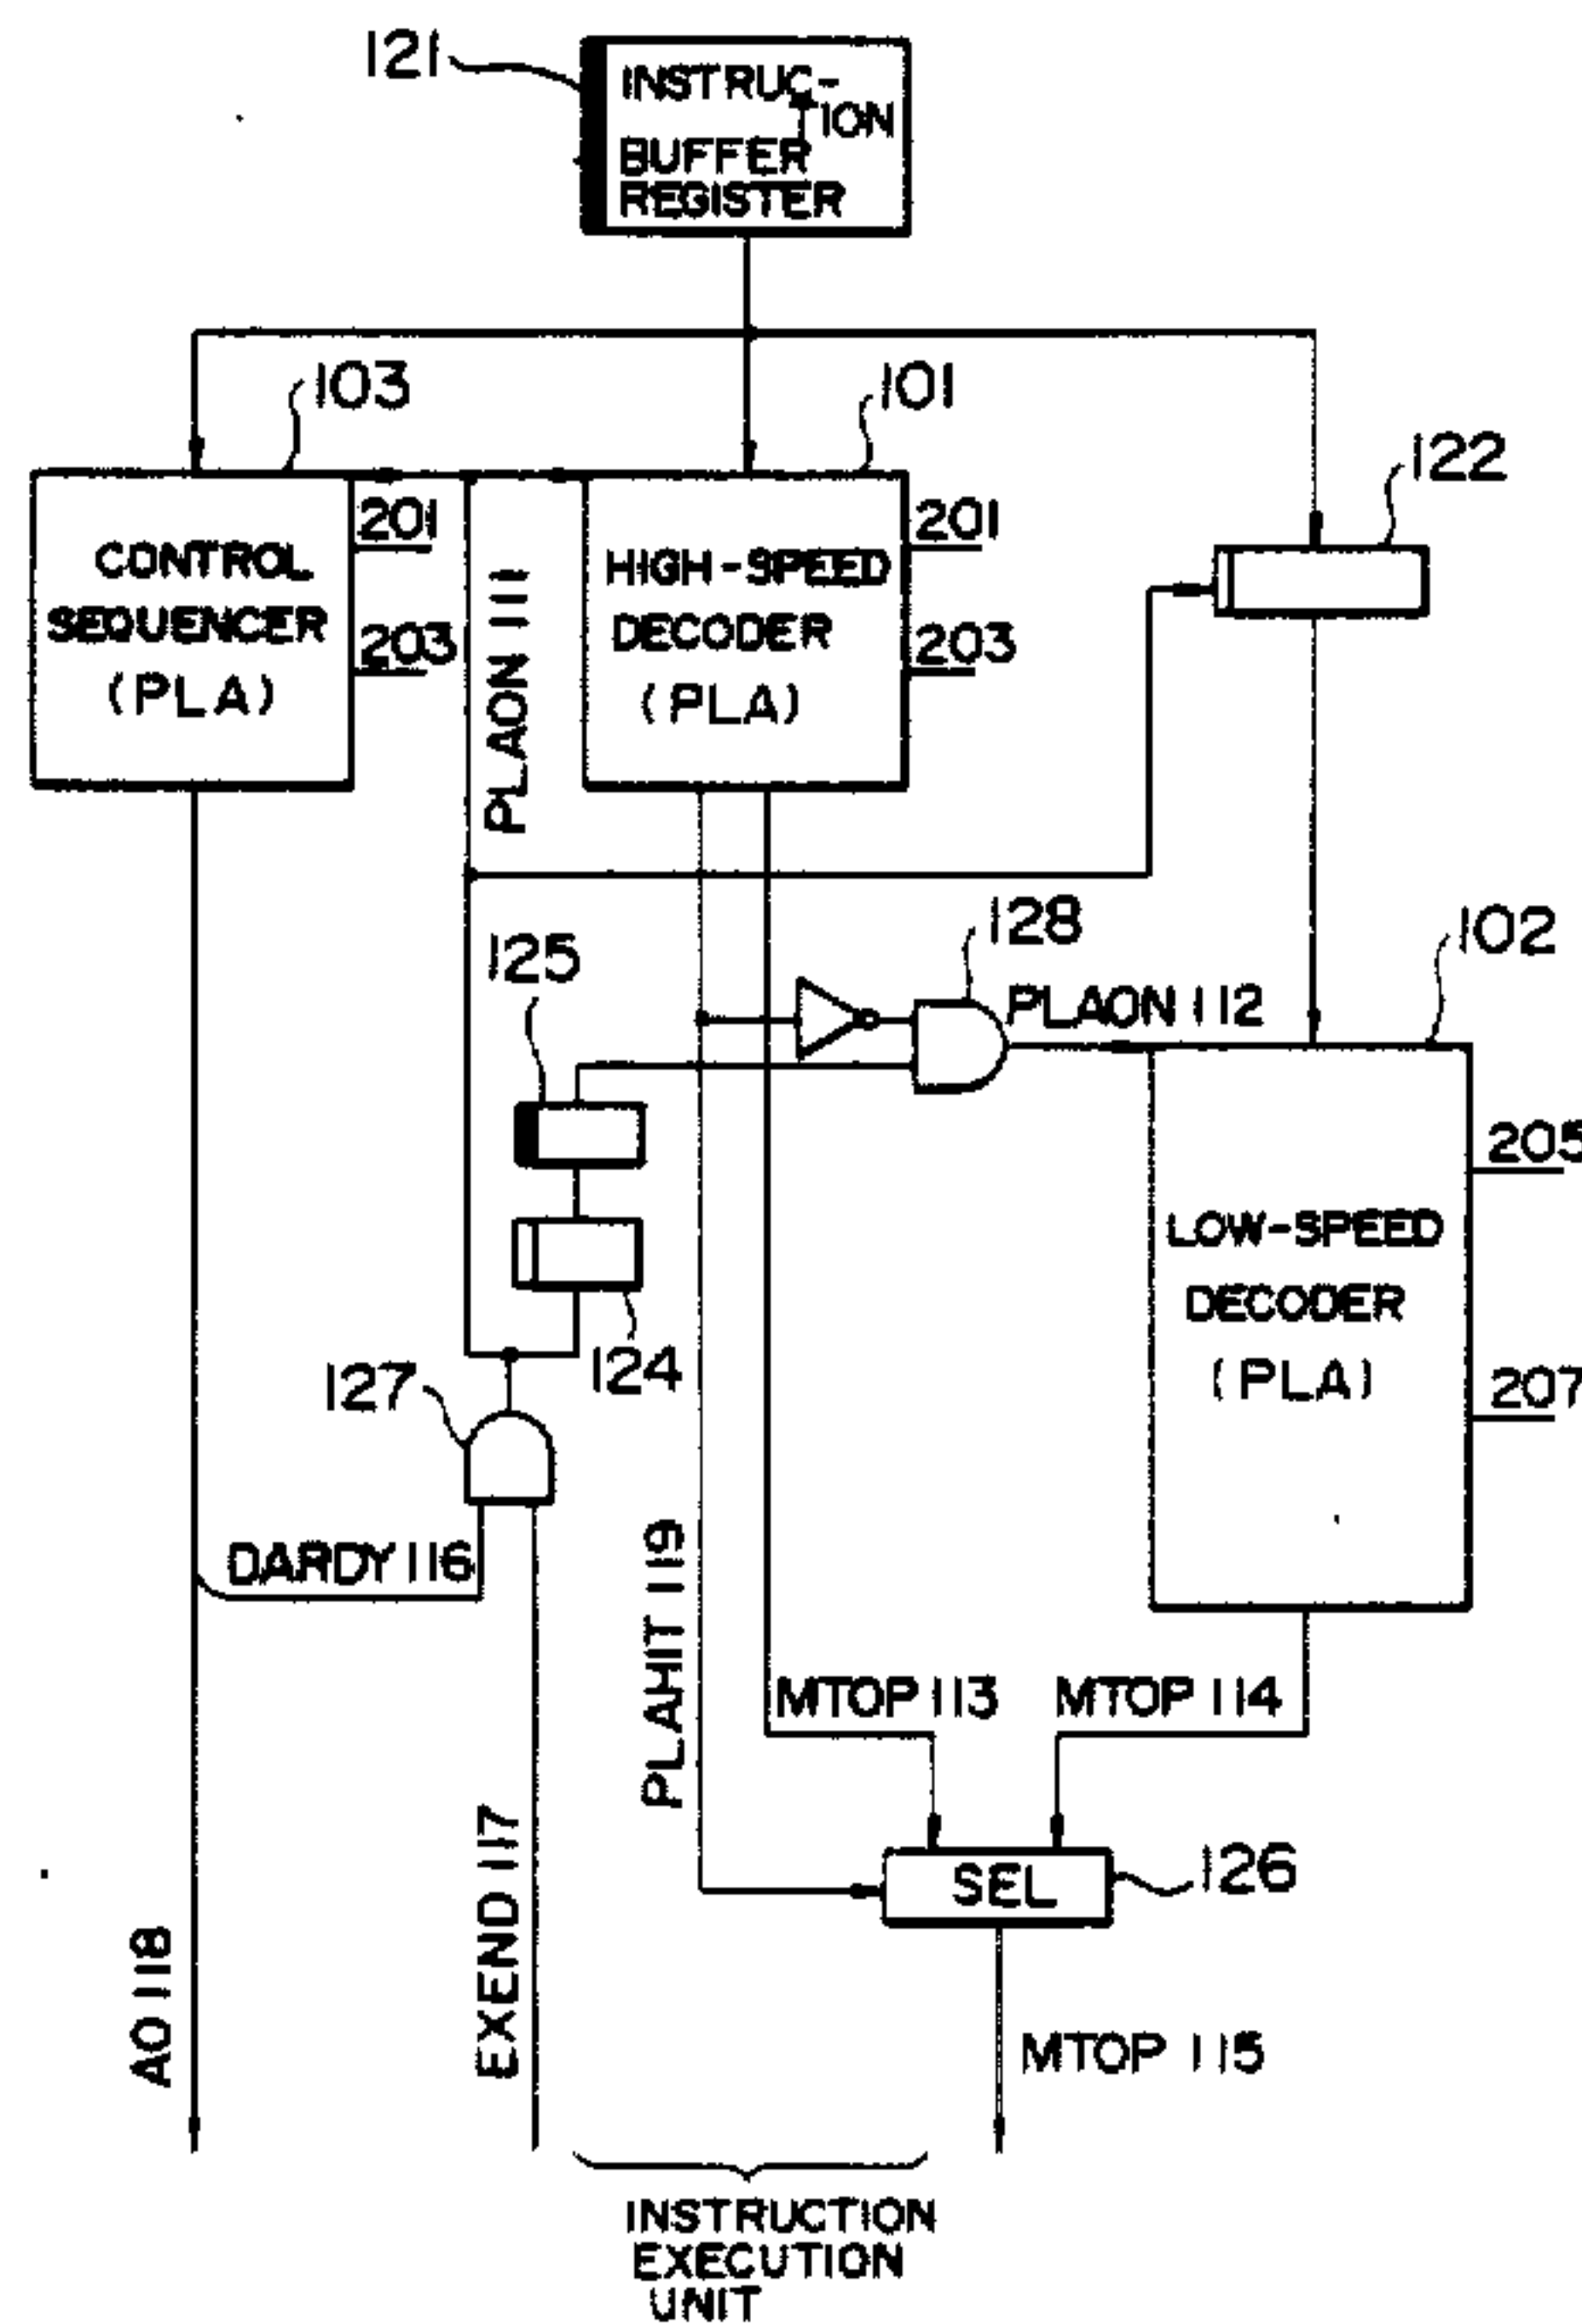 121
INSTRUC-
TION
BUFFER
REGISTER
103
101
122
CONTROL
SEQUENCER
(PLA)
201
203
PLAON 111
HIGH-SPEED
DECODER
(PLA)
201
203
125
128
PLAON 112
102
LOW-SPEED
DECODER
(PLA)
205
207
124
127
DARDY 116
PLAHIT 119
MTOP 113
MTOP 114
SEL
126
AO 118
EXEND 117
MTOP 115
INSTRUCTION
EXECUTION
UNIT